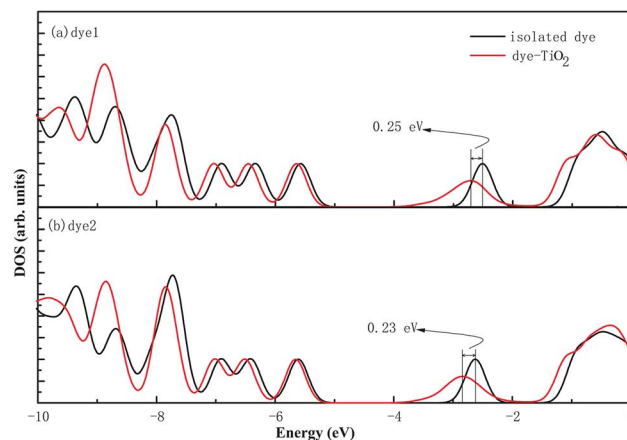 (a)dye1
isolated dye
dye-TiO2
0.25 eV
DOS (arb. units)
(b)dye2
0.23 eV
-10
-8
-6
-4
-2
Energy (eV)